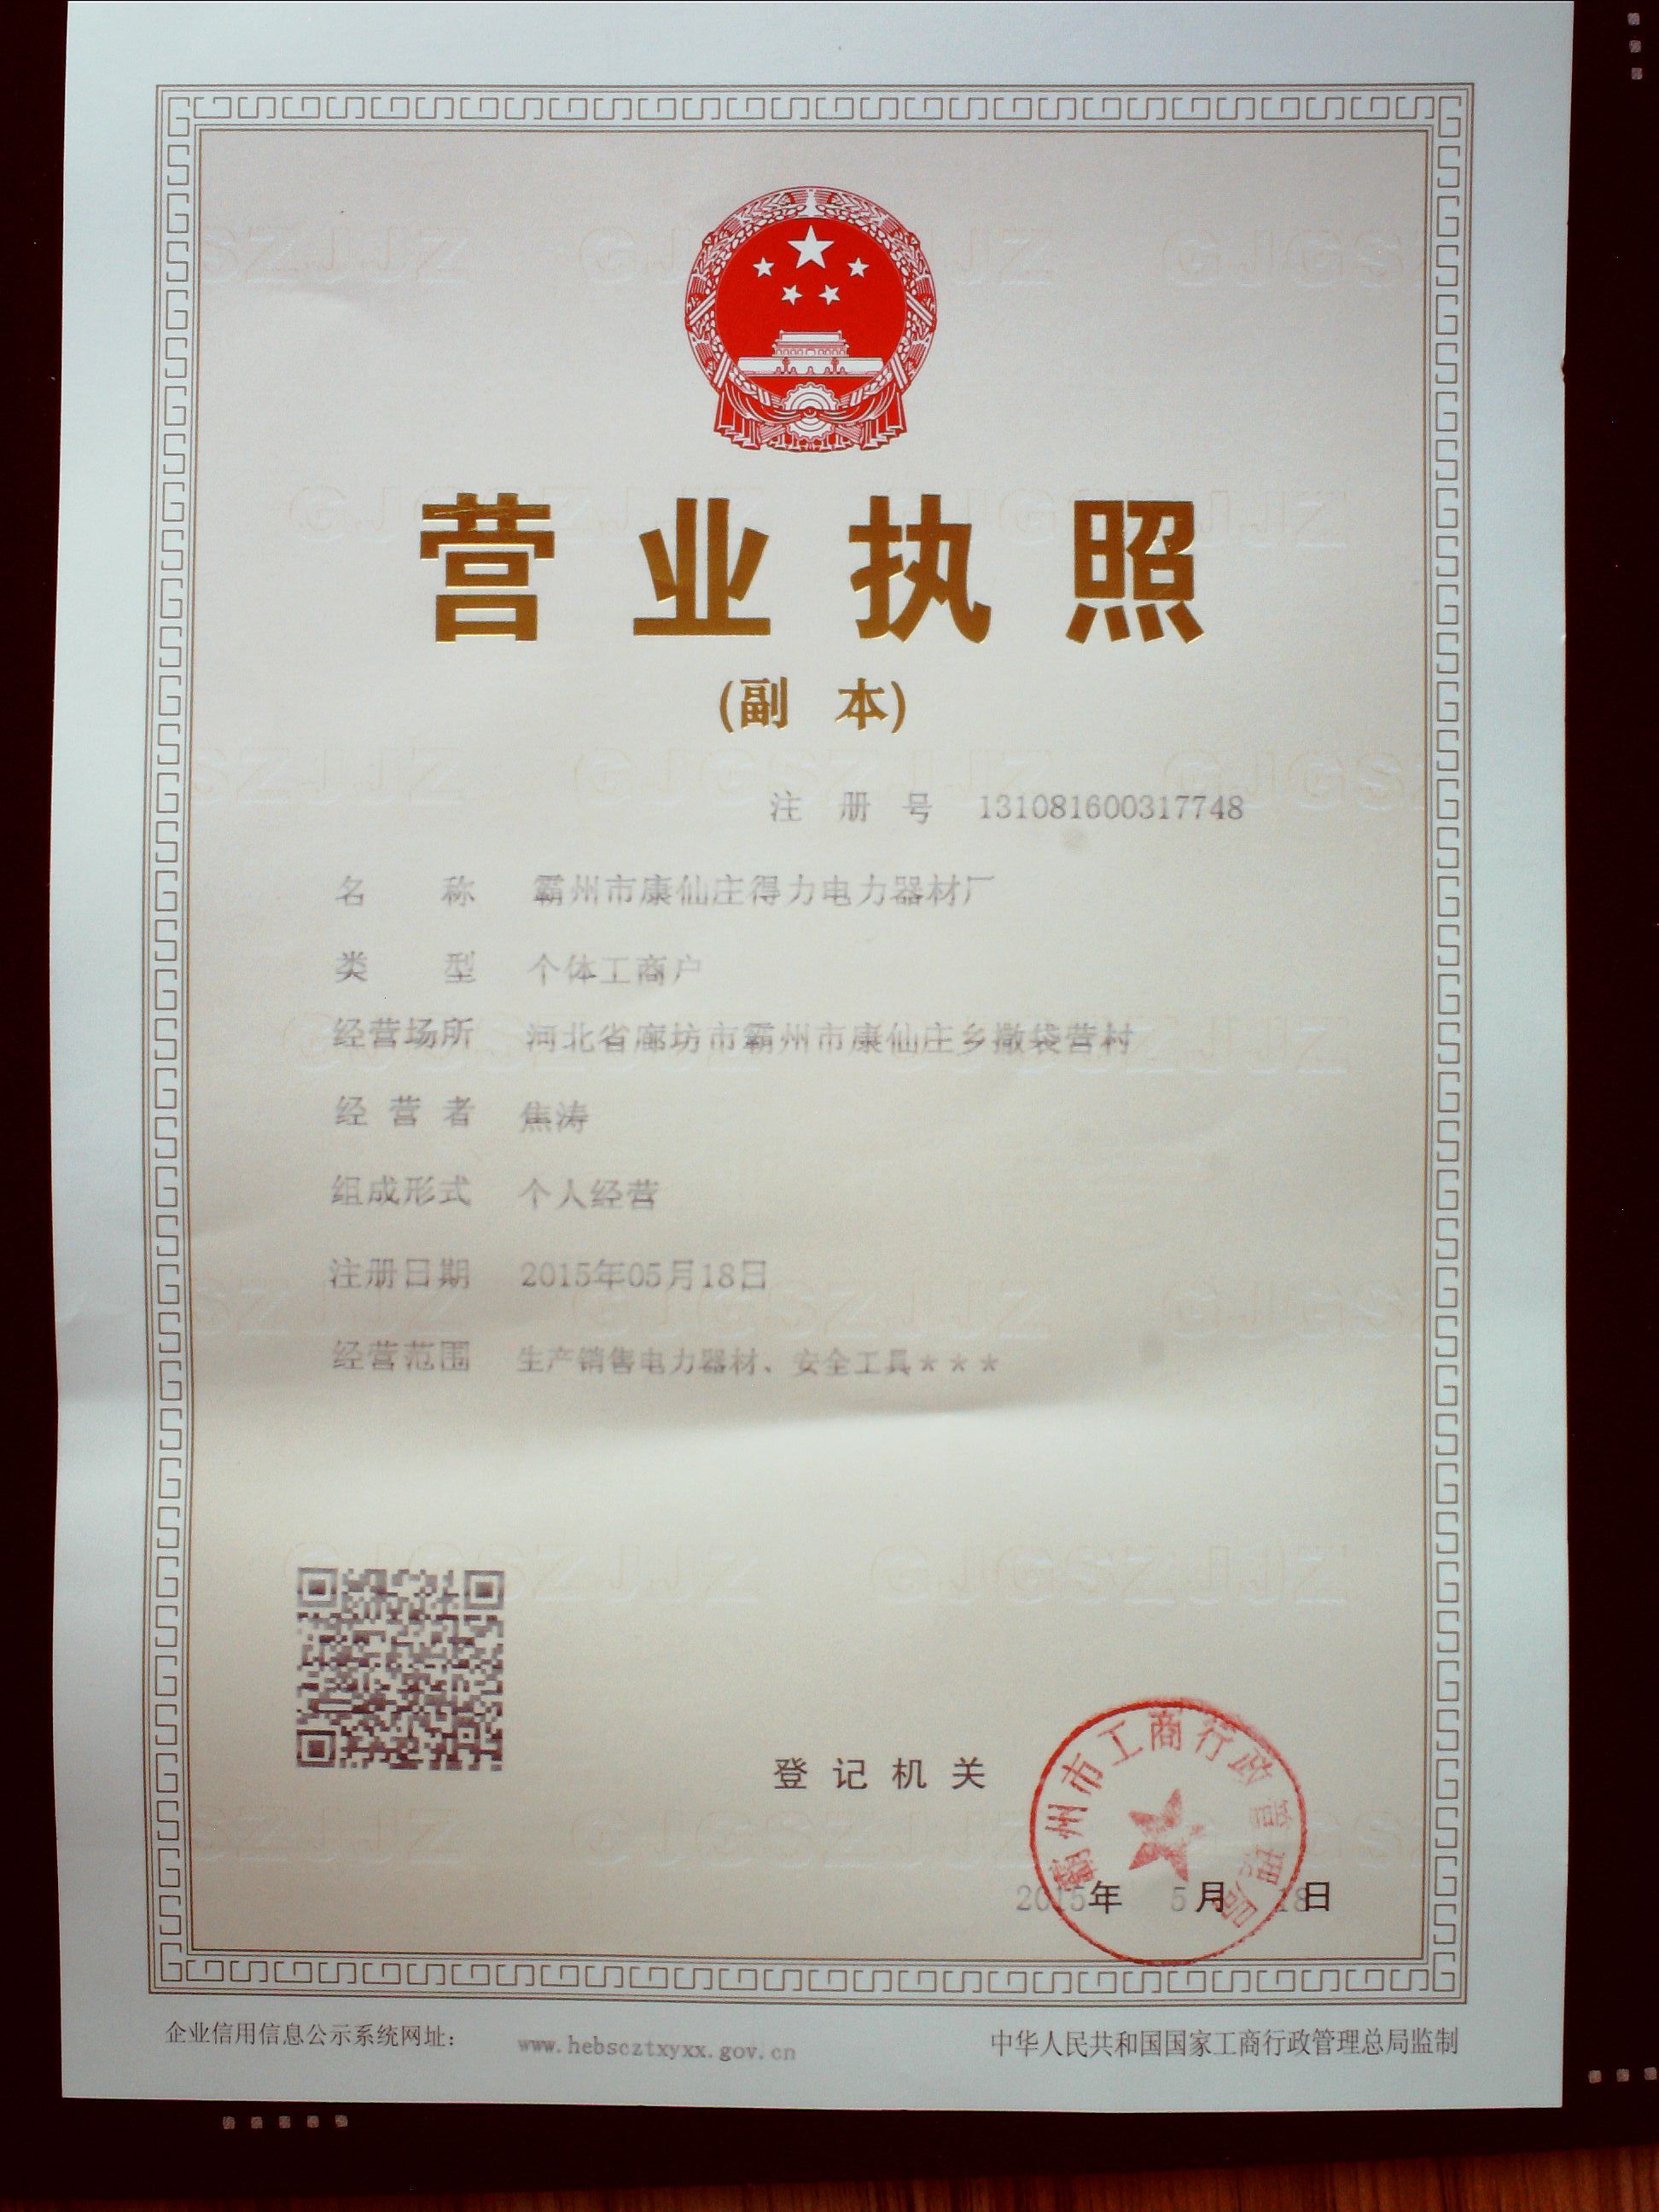 营业执照
(副 本)
注册号 131081600317748
名称 霸州市康仙庄得力电力器材厂
类型 个体工商户
经营场所 河北省廊坊市霸州市康仙庄乡撒袋营村
经营者 焦涛
组成形式 个人经营
注册日期 2015年05月18日
经营范围 生产销售电力器材、安全工具***
登记机关
霸州市工商行政管理局
2015年 5月 18日
企业信用信息公示系统网址： www.hebscztxyxx.gov.cn
中华人民共和国国家工商行政管理总局监制